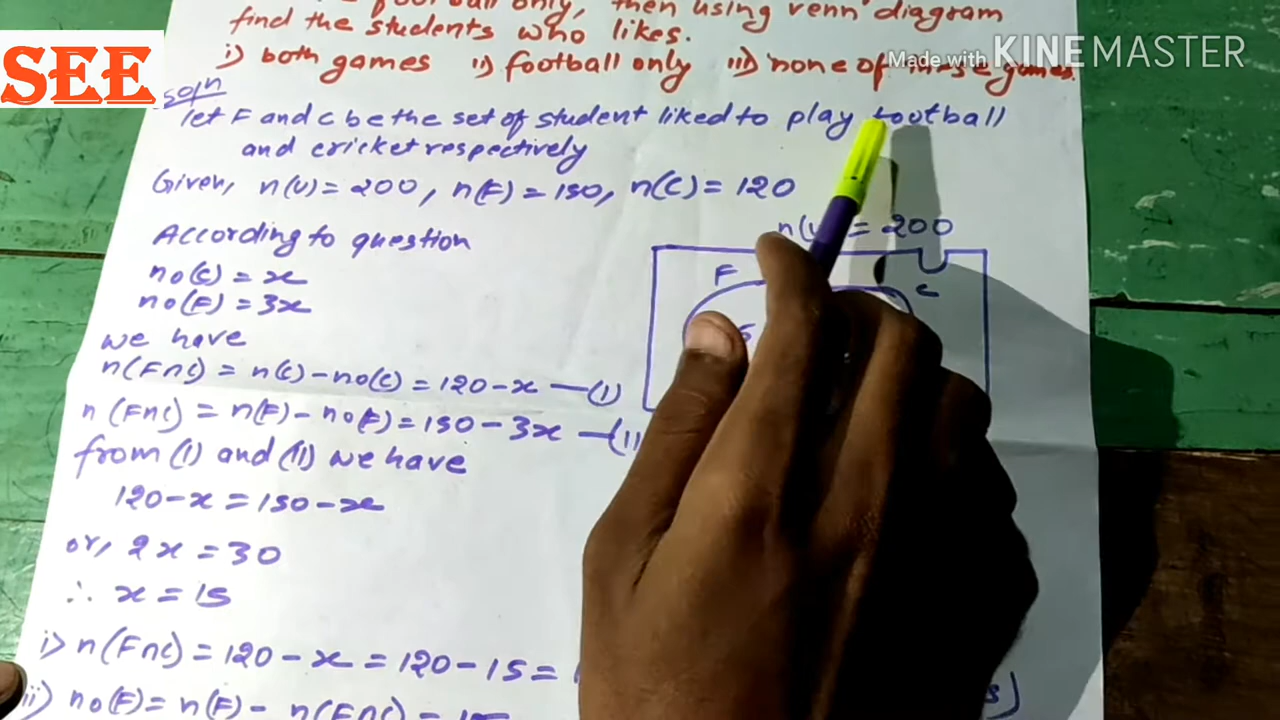 football only, then using venn diagram
find the students who likes.
i) both games ii) football only iii) none of these games.
Made with KINEMASTER
SEE
soln
let F and C be the set of student liked to play football
and cricket respectively
Given, n(U) = 200, n(F) = 150, n(C) = 120
According to question
no(C) = x
no(F) = 3x
we have
n(F∩C) = n(C) - no(C) = 120 - x — (I)
n(F∩C) = n(F) - no(F) = 150 - 3x — (II)
from (I) and (II) we have
120 - x = 150 - x
or, 2x = 30
∴ x = 15
i) n(F∩C) = 120 - x = 120 - 15 =
ii) no(F) = n(F) - n(F∩C) =
n(U) = 200
F
C